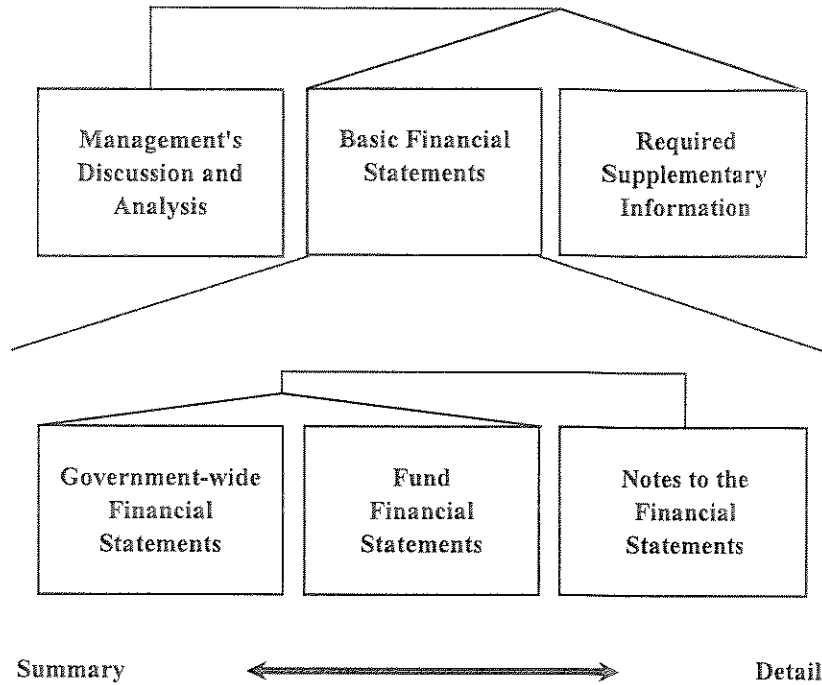 Management's
Discussion and
Analysis
Basic Financial
Statements
Required
Supplementary
Information
Government-wide
Financial
Statements
Fund
Financial
Statements
Notes to the
Financial
Statements
Summary
Detail